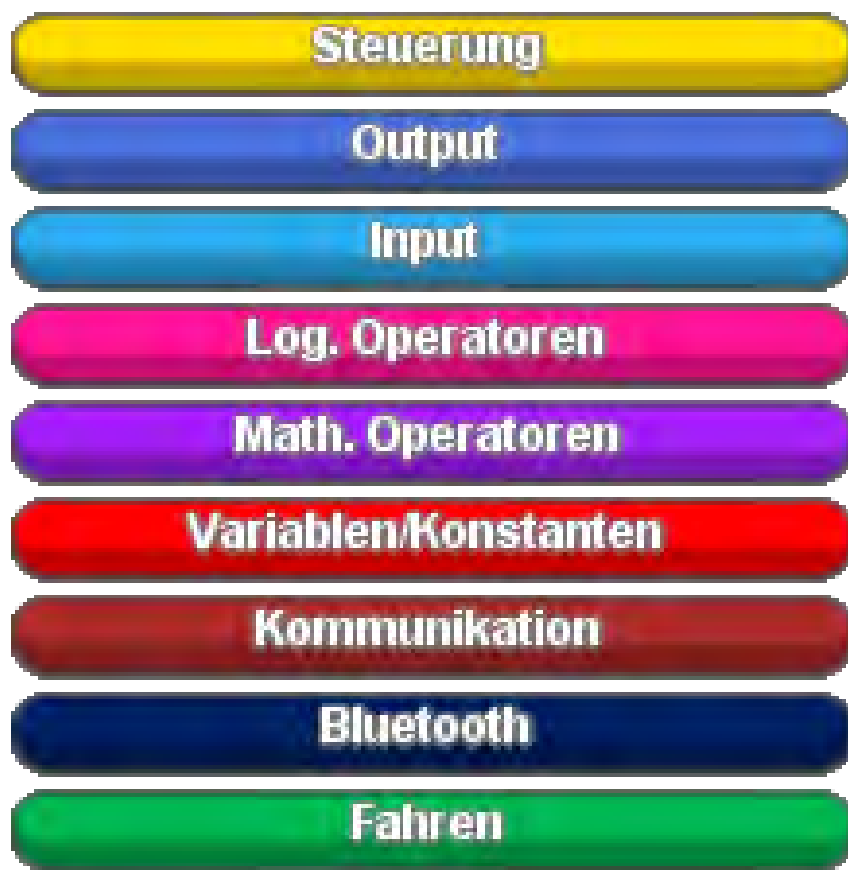 Steuerung
Output
Input
Log. Operatoren
Math. Operatoren
Variablen/Konstanten
Kommunikation
Bluetooth
Fahren